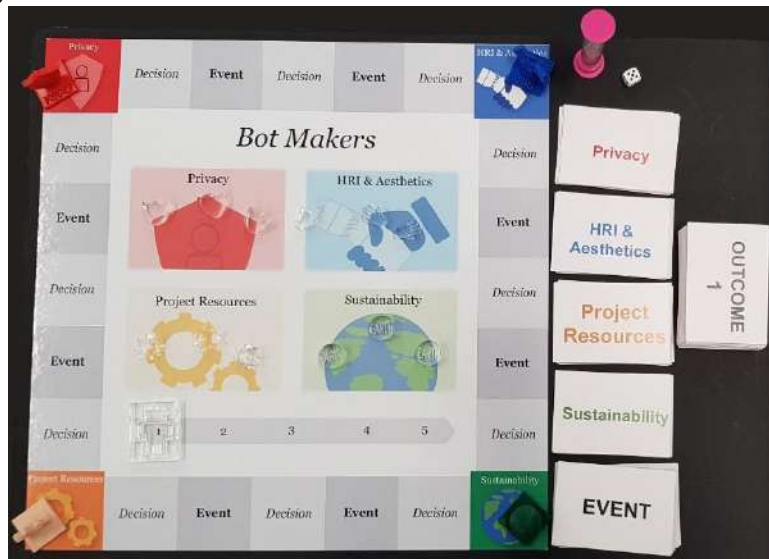 Privacy
Decision
Event
Decision
Event
Decision
HRI & Aesthetics
Decision
Event
Decision
Event
Decision
Bot Makers
Privacy
HRI & Aesthetics
Project Resources
Sustainability
1 2 3 4 5
Decision
Event
Decision
Event
Decision
Project Resources
Decision
Event
Decision
Event
Decision
Sustainability
Privacy
HRI &
Aesthetics
Project
Resources
Sustainability
EVENT
OUTCOME
1